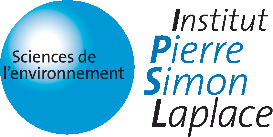 Sciences de
l'environnement
Institut
Pierre
Simon
Laplace